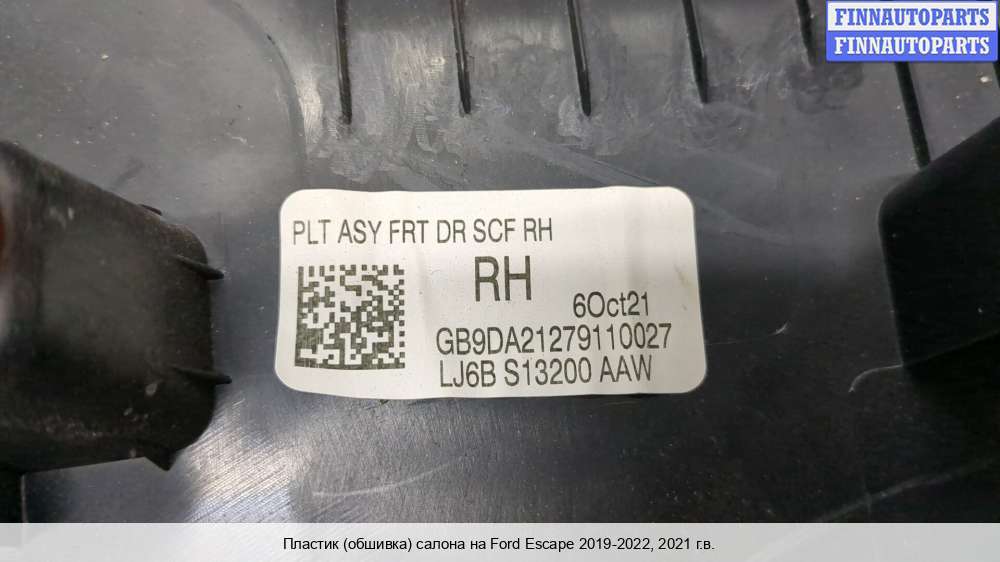 FINNAUTOPARTS
FINNAUTOPARTS
PLT ASY FRT DR SCF RH
RH
6Oct21
GB9DA21279110027
LJ6B S13200 AAW
Пластик (обшивка) салона на Ford Escape 2019-2022, 2021 г.в.